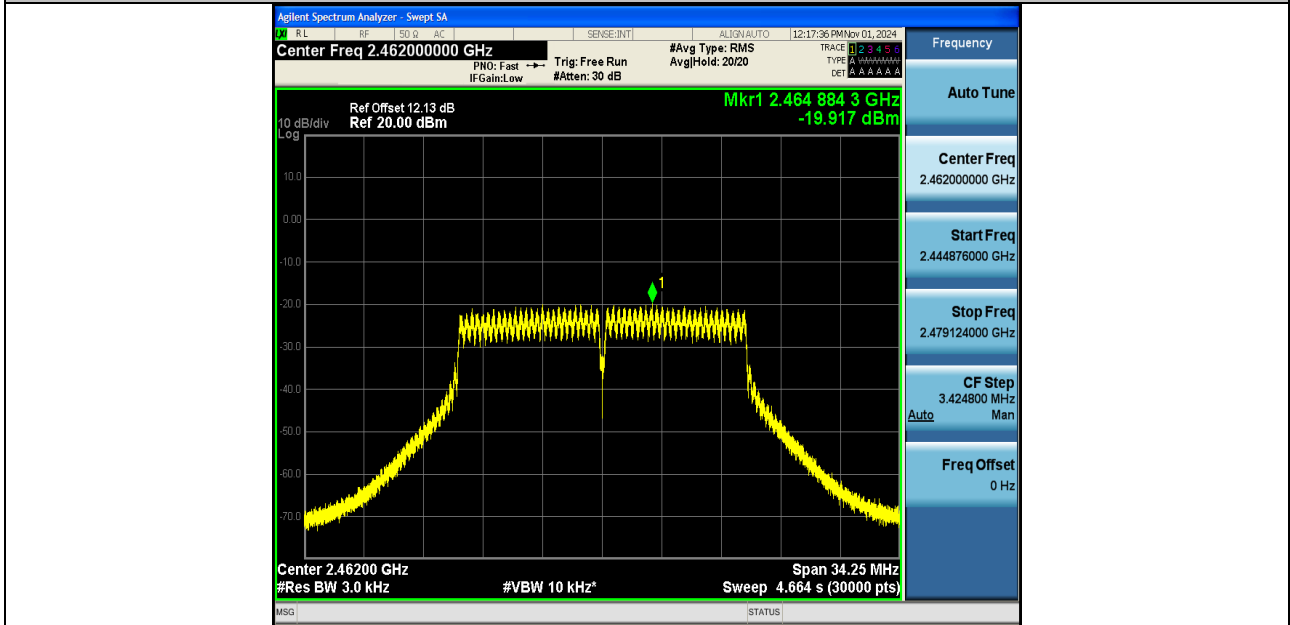 Agilent Spectrum Analyzer - Swept SA
LXI RL RF 50 Ω AC SENSE:INT ALIGN AUTO 12:17:36 PM Nov 01, 2024
Center Freq 2.462000000 GHz
PNO: Fast
IFGain:Low
Trig: Free Run
#Atten: 30 dB
#Avg Type: RMS
Avg|Hold: 20/20
TRACE 1 2 3 4 5 6
TYPE A WWWWW
DET A A A A A A
Mkr1 2.464 884 3 GHz
-19.917 dBm
Ref Offset 12.13 dB
10 dB/div Ref 20.00 dBm
Log
10.0
0.00
-10.0
-20.0
-30.0
-40.0
-50.0
-60.0
-70.0
1
Center 2.46200 GHz Span 34.25 MHz
#Res BW 3.0 kHz #VBW 10 kHz* Sweep 4.664 s (30000 pts)
MSG STATUS
Frequency
Auto Tune
Center Freq
2.462000000 GHz
Start Freq
2.444876000 GHz
Stop Freq
2.479124000 GHz
CF Step
3.424800 MHz
Auto Man
Freq Offset
0 Hz